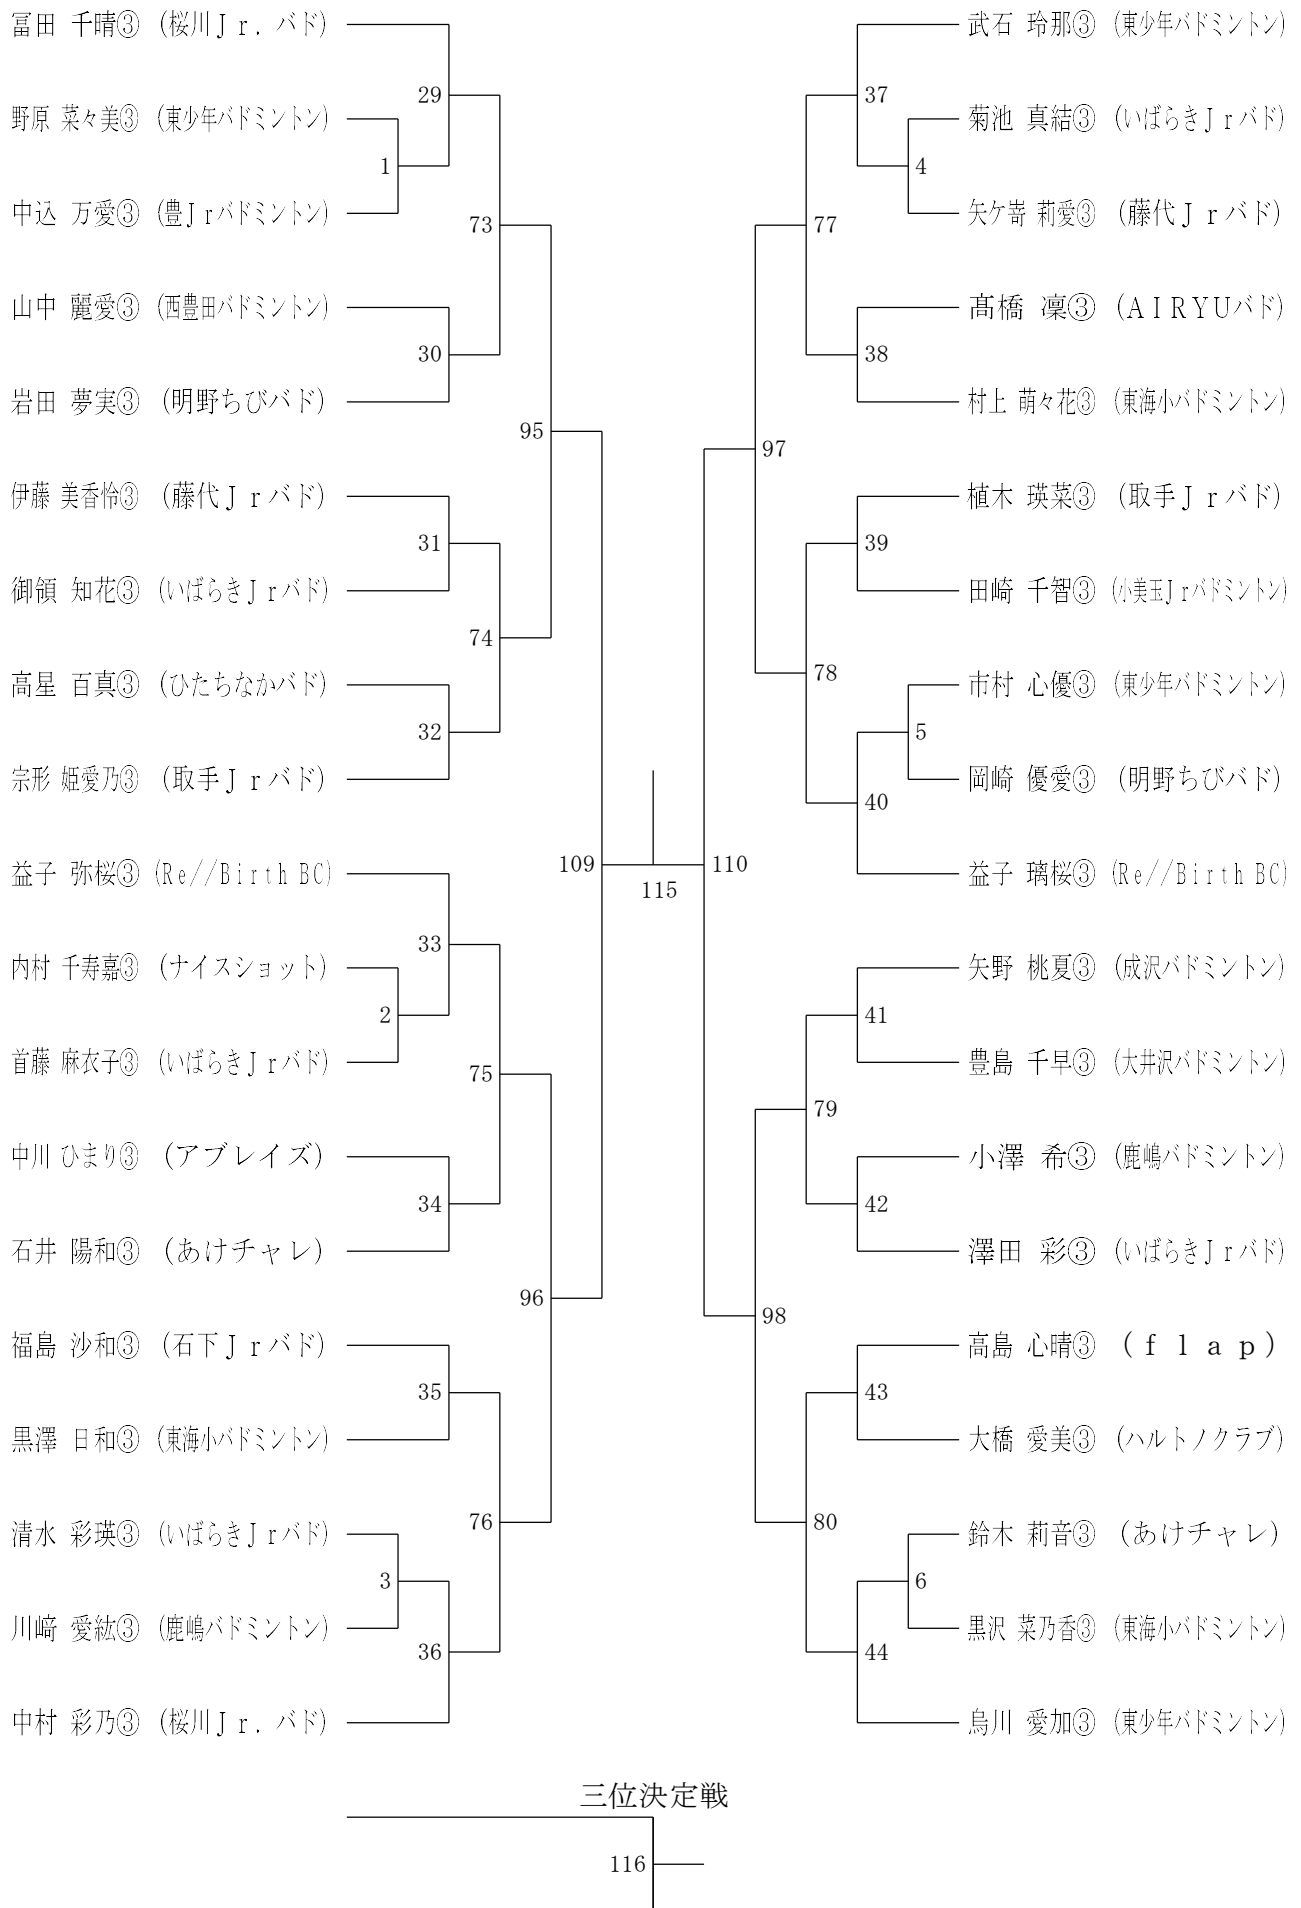 冨田 千晴③ (桜川Ｊｒ．バド)
29
野原 菜々美③ (東少年バドミントン)
1
中込 万愛③ (豊Ｊｒバドミントン)
73
山中 麗愛③ (西豊田バドミントン)
30
岩田 夢実③ (明野ちびバド)
95
伊藤 美香怜③ (藤代Ｊｒバド)
31
御領 知花③ (いばらきＪｒバド)
74
高星 百真③ (ひたちなかバド)
32
宗形 姫愛乃③ (取手Ｊｒバド)
109
益子 弥桜③ (Re//Birth BC)
33
内村 千寿嘉③ (ナイスショット)
2
首藤 麻衣子③ (いばらきＪｒバド)
75
中川 ひまり③ (アブレイズ)
34
石井 陽和③ (あけチャレ)
96
福島 沙和③ (石下Ｊｒバド)
35
黒澤 日和③ (東海小バドミントン)
76
清水 彩瑛③ (いばらきＪｒバド)
3
川﨑 愛紘③ (鹿嶋バドミントン)
36
中村 彩乃③ (桜川Ｊｒ．バド)
115
武石 玲那③ (東少年バドミントン)
37
菊池 真結③ (いばらきＪｒバド)
4
矢ケ嵜 莉愛③ (藤代Ｊｒバド)
77
髙橋 凜③ (ＡＩＲＹＵバド)
38
村上 萌々花③ (東海小バドミントン)
97
植木 瑛菜③ (取手Ｊｒバド)
39
田崎 千智③ (小美玉Ｊｒバドミントン)
78
市村 心優③ (東少年バドミントン)
5
岡崎 優愛③ (明野ちびバド)
40
110
益子 璃桜③ (Re//Birth BC)
矢野 桃夏③ (成沢バドミントン)
41
豊島 千早③ (大井沢バドミントン)
79
小澤 希③ (鹿嶋バドミントン)
42
澤田 彩③ (いばらきＪｒバド)
98
高島 心晴③ (ｆｌａｐ)
43
大橋 愛美③ (ハルトノクラブ)
80
鈴木 莉音③ (あけチャレ)
6
黒沢 菜乃香③ (東海小バドミントン)
44
烏川 愛加③ (東少年バドミントン)
三位決定戦
116